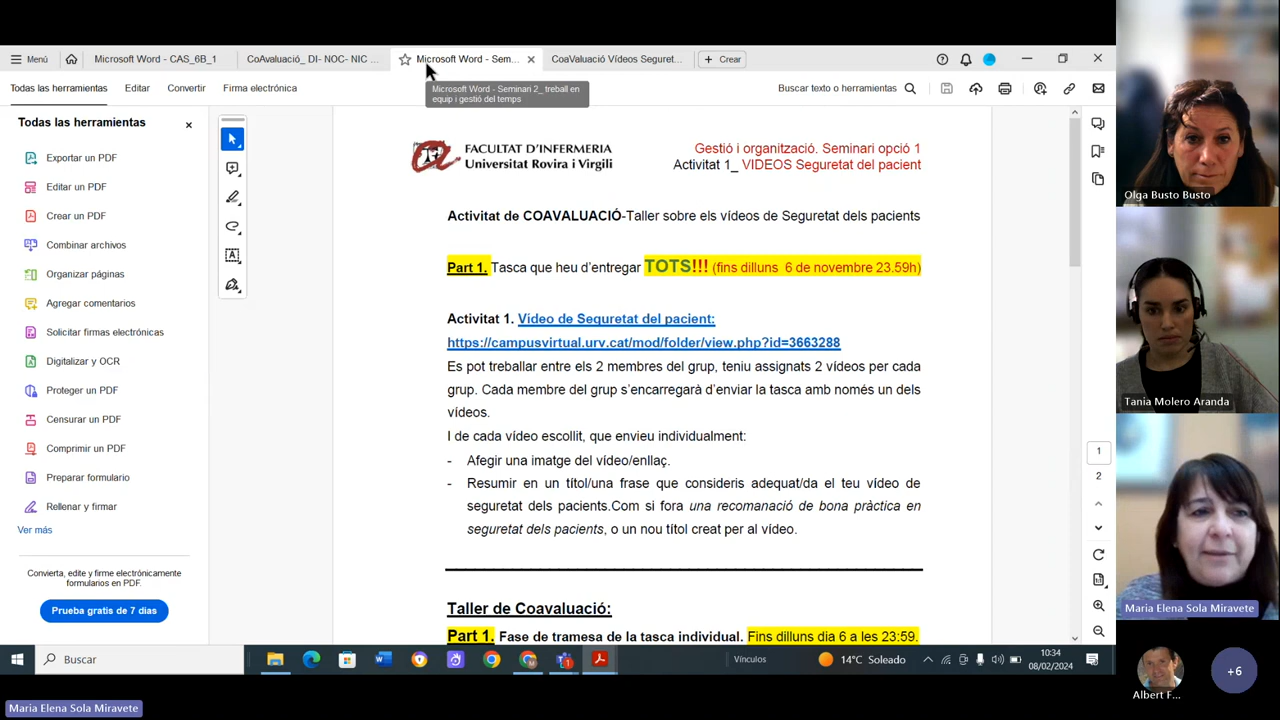 Menú
Microsoft Word - CAS_6B_1
CoAvaluació_ DI- NOC- NIC ...
Microsoft Word - Sem...
CoaValuació Vídeos Seguret...
Crear
Todas las herramientas
Editar
Convertir
Firma electrónica
Microsoft Word - Seminari 2_ treball en
equip i gestió del temps
Buscar texto o herramientas
Todas las herramientas
Exportar un PDF
Editar un PDF
Crear un PDF
Combinar archivos
Organizar páginas
Agregar comentarios
Solicitar firmas electrónicas
Digitalizar y OCR
Proteger un PDF
Censurar un PDF
Comprimir un PDF
Preparar formulario
Rellenar y firmar
Ver más
Convierta, edite y firme electrónicamente
formularios en PDF.
Prueba gratis de 7 días
FACULTAT D'INFERMERIA
Universitat Rovira i Virgili
Gestió i organització. Seminari opció 1
Activitat 1_ VIDEOS Seguretat del pacient
Activitat de COAVALUACIÓ-Taller sobre els vídeos de Seguretat dels pacients
Part 1. Tasca que heu d'entregar TOTS!!! (fins dilluns 6 de novembre 23.59h)
Activitat 1. Video de Seguretat del pacient:
https://campusvirtual.urv.cat/mod/folder/view.php?id=3663288
Es pot treballar entre els 2 membres del grup, teniu assignats 2 vídeos per cada
grup. Cada membre del grup s'encarregarà d'enviar la tasca amb només un dels
vídeos.
I de cada vídeo escollit, que envieu individualment:
- Afegir una imatge del vídeo/enllaç.
- Resumir en un títol/una frase que consideris adequat/da el teu vídeo de
seguretat dels pacients.Com si fora una recomanació de bona pràctica en
seguretat dels pacients, o un nou títol creat per al vídeo.
Taller de Coavaluació:
Part 1. Fase de tramesa de la tasca individual. Fins dilluns dia 6 a les 23:59.
1
2
Olga Busto Busto
Tania Molero Aranda
Maria Elena Sola Miravete
Albert F...
+6
Buscar
Vínculos
14°C Soleado
10:34
08/02/2024
Maria Elena Sola Miravete